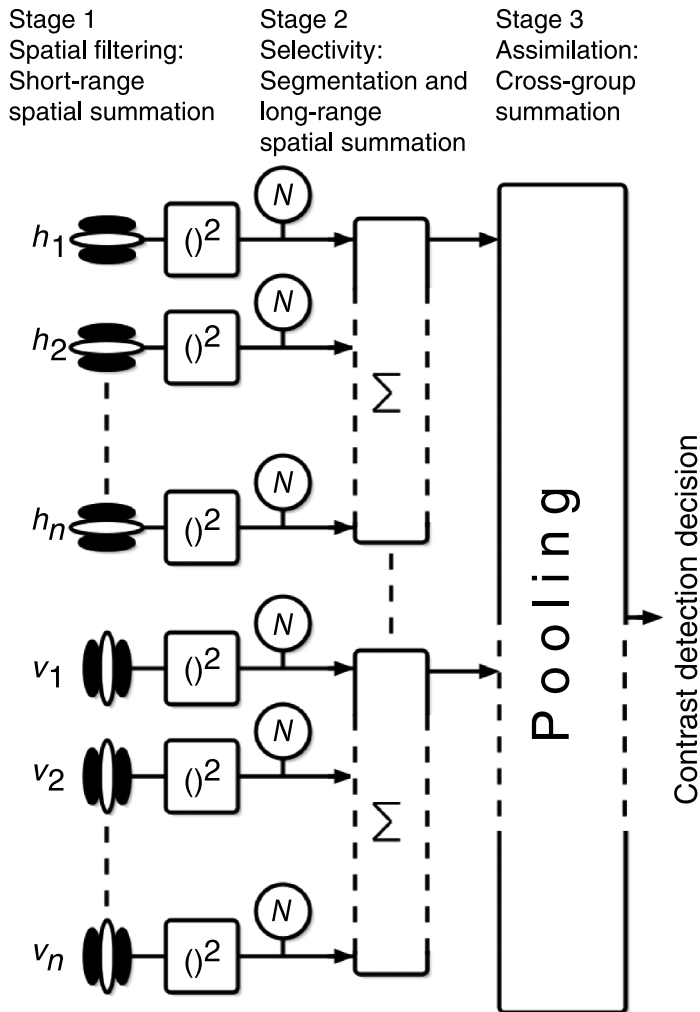 Stage 1
Spatial filtering:
Short-range
spatial summation
Stage 2
Selectivity:
Segmentation and
long-range
spatial summation
Stage 3
Assimilation:
Cross-group
summation
h1 ()2 N
h2 ()2 N
∑
hn ()2 N
v1 ()2 N
v2 ()2 N
∑
vn ()2 N
Pooling
Contrast detection decision